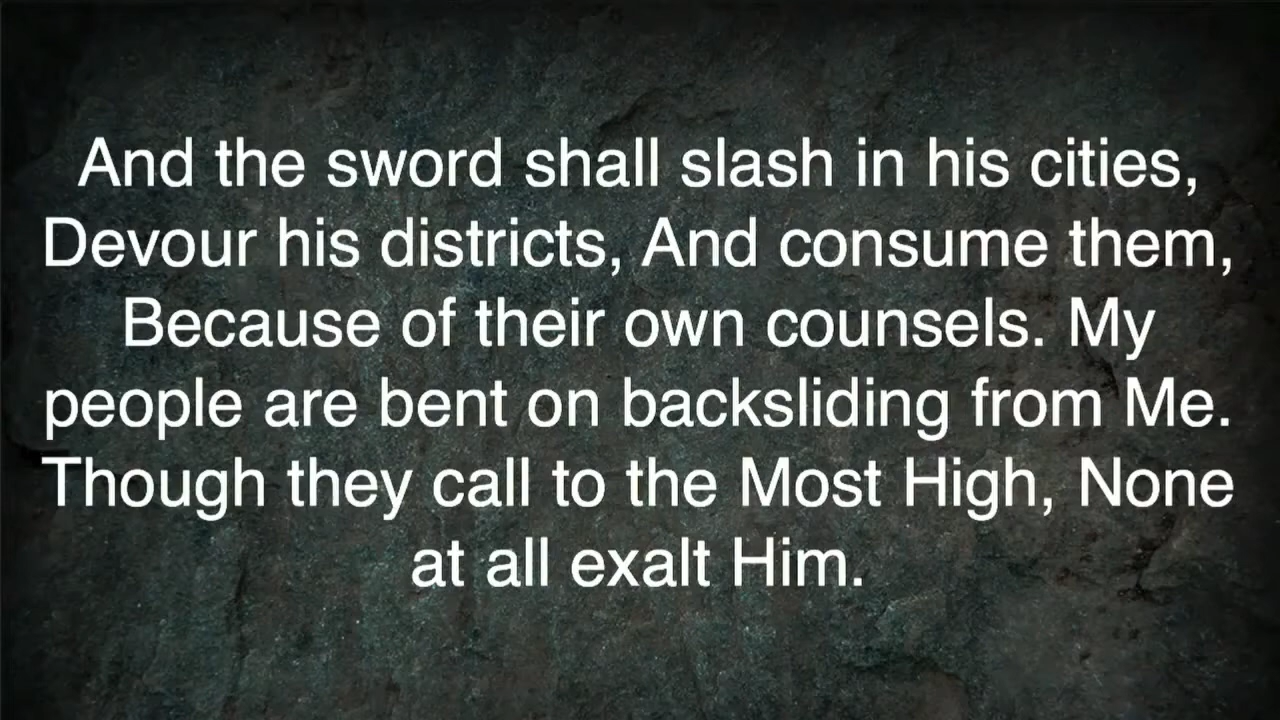 And the sword shall slash in his cities,
Devour his districts, And consume them,
Because of their own counsels. My
people are bent on backsliding from Me.
Though they call to the Most High, None
at all exalt Him.